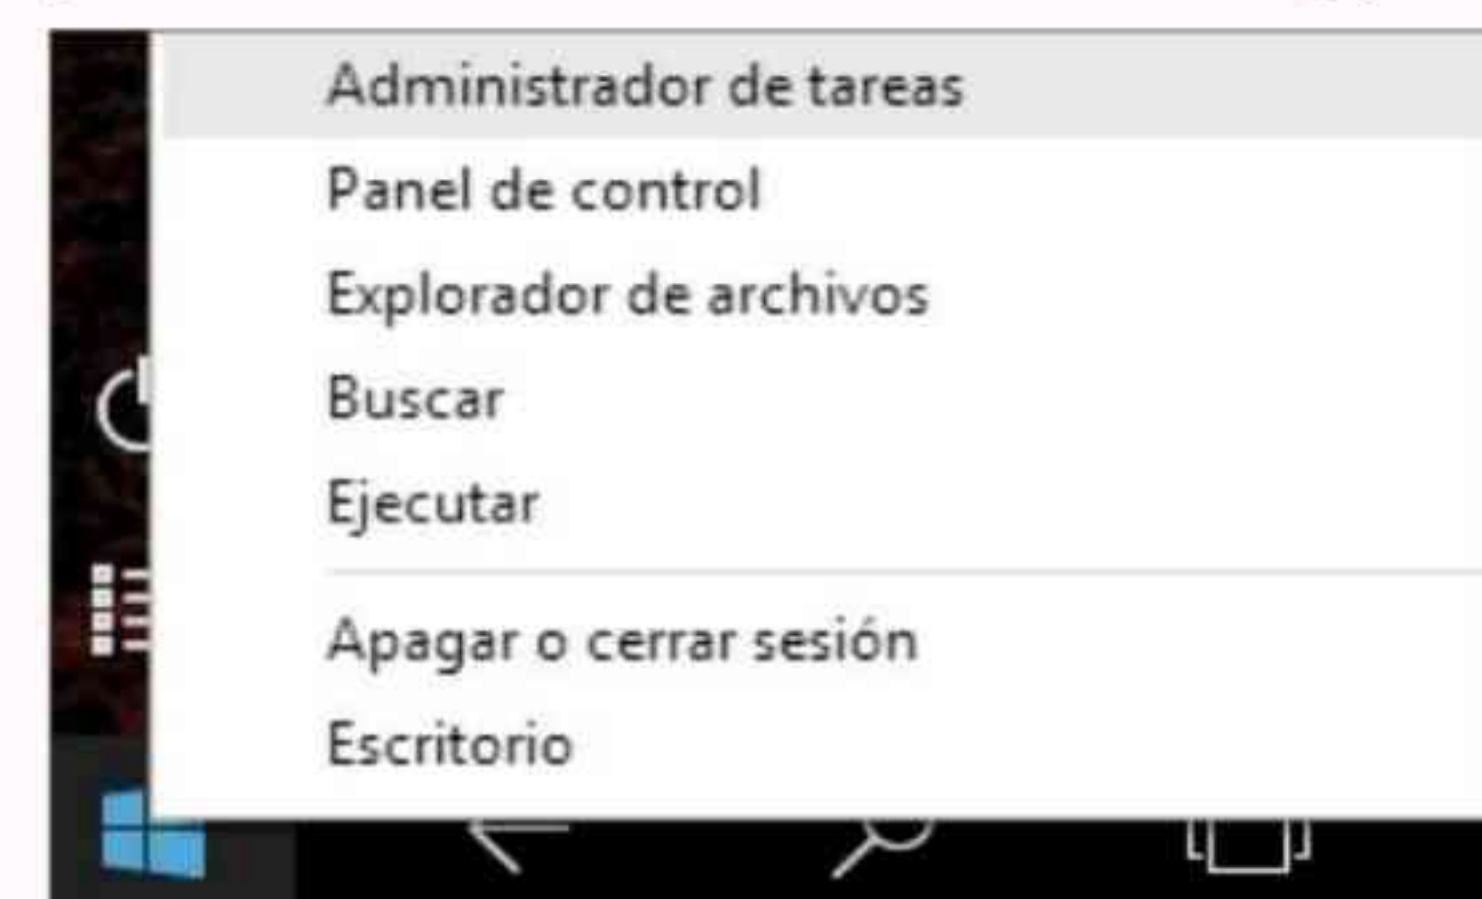 Administrador de tareas
Panel de control
Explorador de archivos
Buscar
Ejecutar
Apagar o cerrar sesión
Escritorio